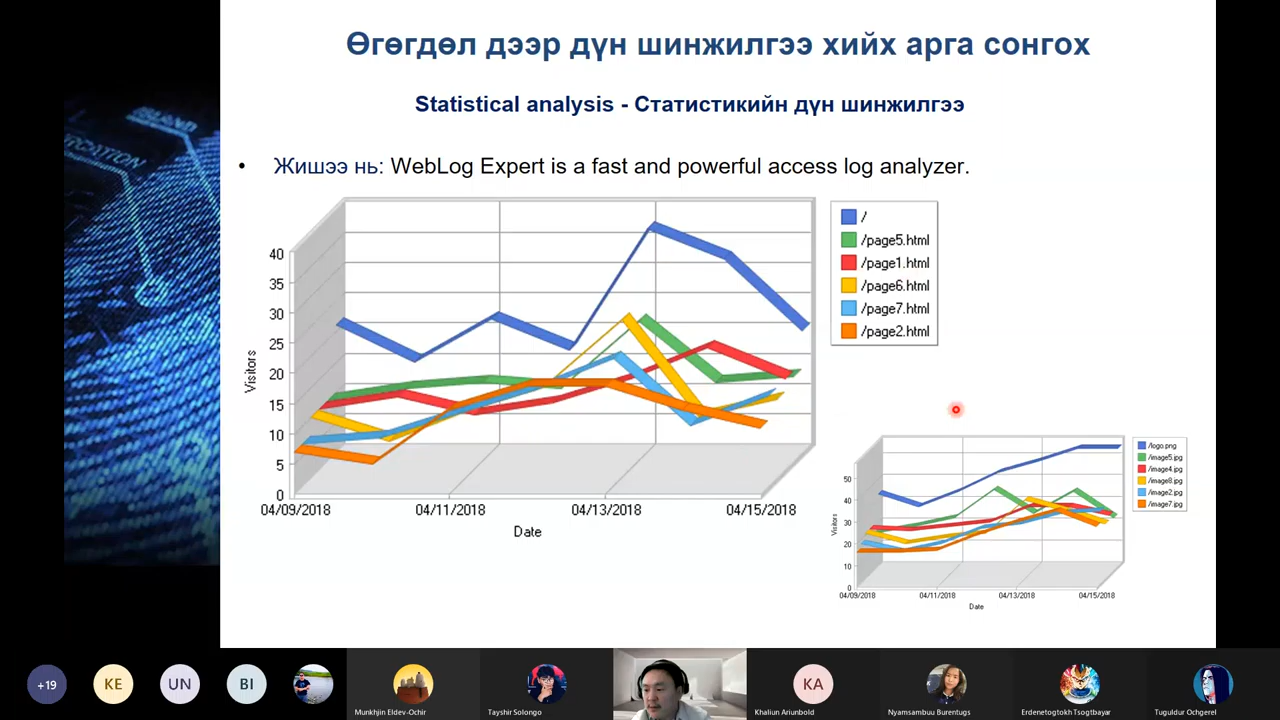 Өгөгдөл дээр дүн шинжилгээ хийх арга сонгох
Statistical analysis - Статистикийн дүн шинжилгээ
• Жишээ нь: WebLog Expert is a fast and powerful access log analyzer.
40
35
30
25
20
15
10
5
0
Visitors
04/09/2018 04/11/2018 04/13/2018 04/15/2018
Date
/
/page5.html
/page1.html
/page6.html
/page7.html
/page2.html
50
40
30
20
10
0
Visitors
04/09/2018 04/11/2018 04/13/2018 04/15/2018
Date
/logo.png
/image5.jpg
/image4.jpg
/image8.jpg
/image2.jpg
/image7.jpg
+19 KE UN BI KA
Munkhjin Eldev-Ochir
Tayshir Solongo
Khaliun Ariunbold
Nyamsambuu Burentugs
Erdenetogtokh Tsogtbayar
Tuguldur Ochgerel